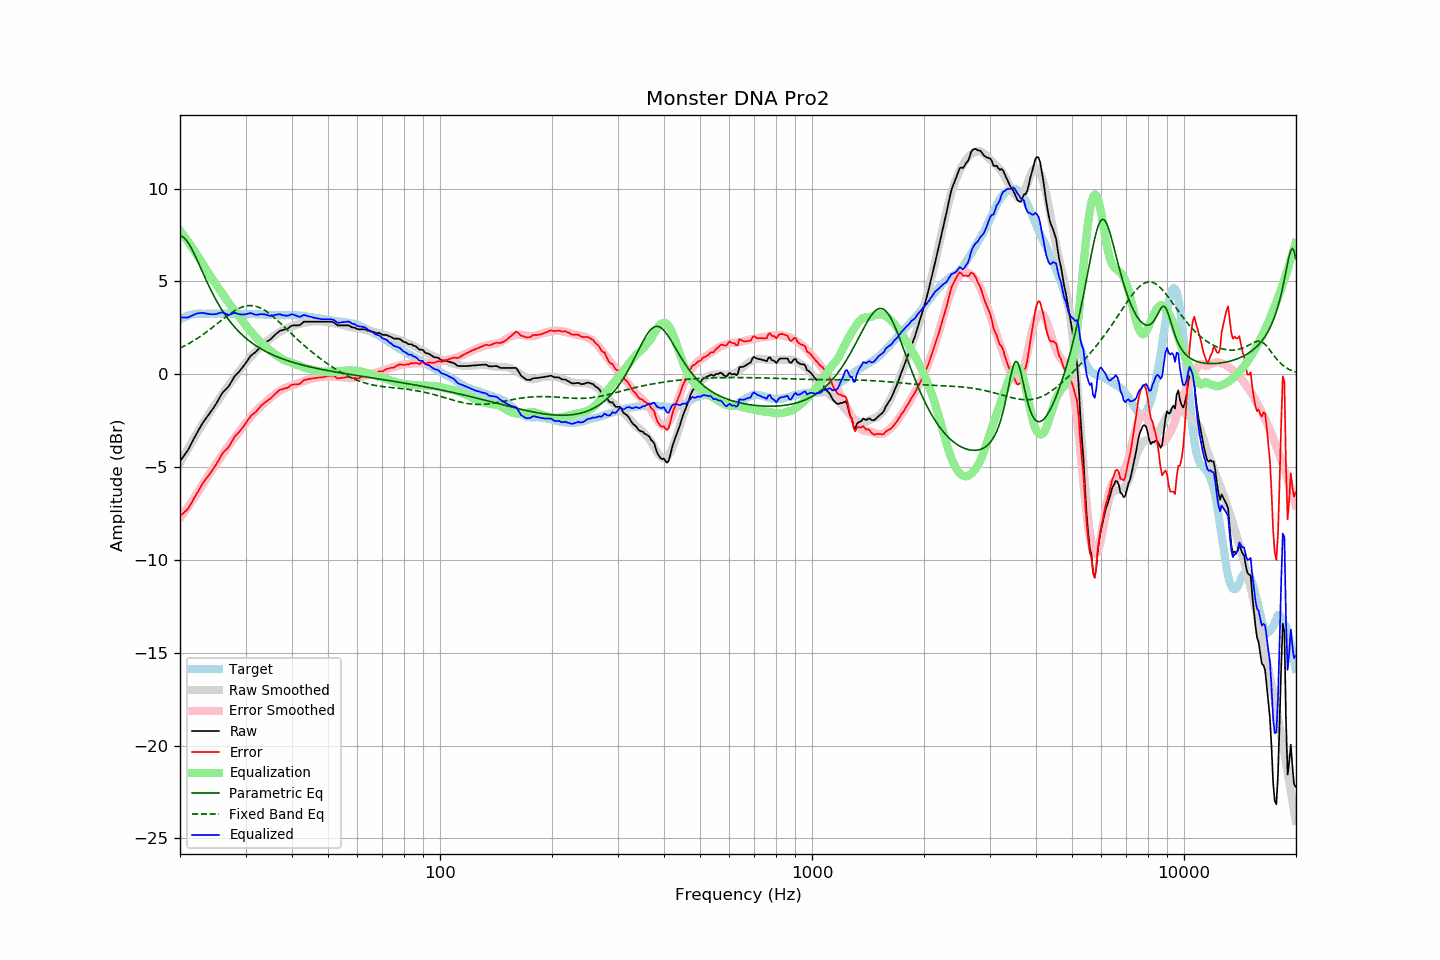 Monster DNA Pro2
Amplitude (dBr)
10
5
0
−5
−10
−15
−20
−25
Target
Raw Smoothed
Error Smoothed
Raw
Error
Equalization
Parametric Eq
Fixed Band Eq
Equalized
100
1000
10000
Frequency (Hz)